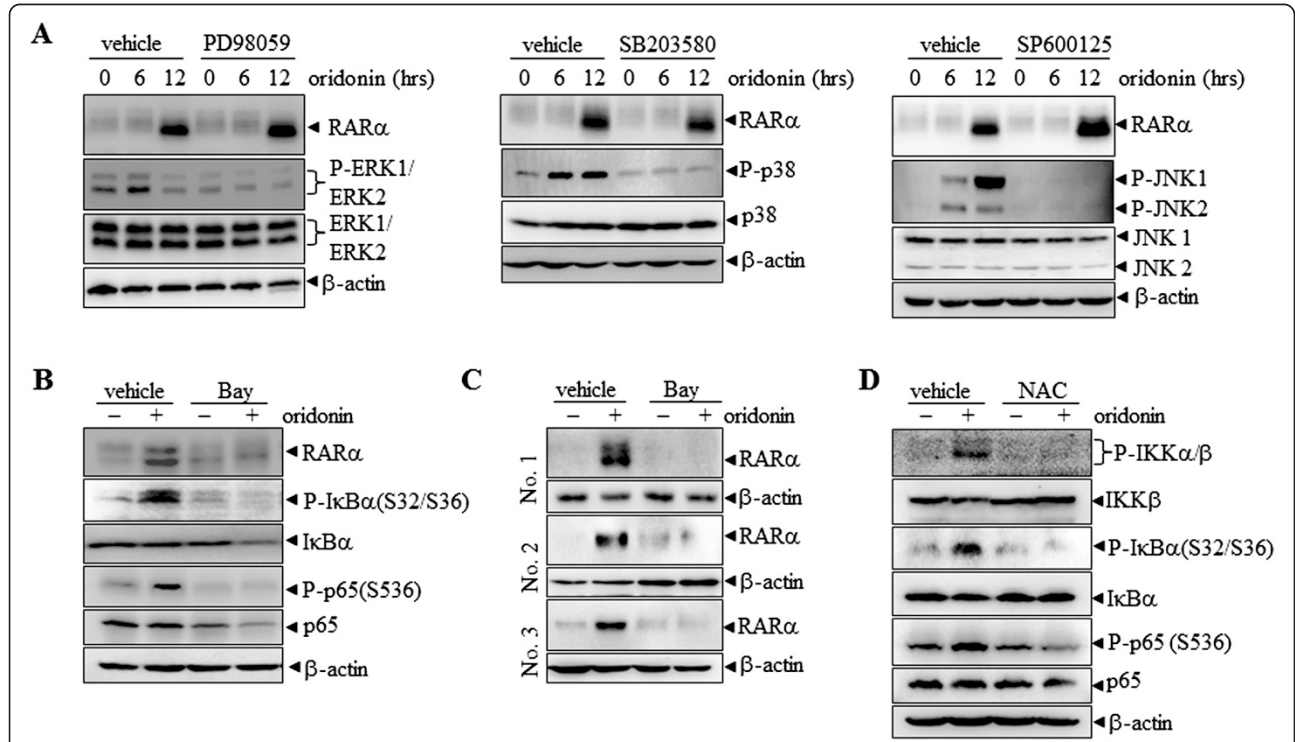 A
vehicle PD98059
0 6 12 0 6 12 oridonin (hrs)
RARα
P-ERK1/
ERK2
ERK1/
ERK2
β-actin
vehicle SB203580
0 6 12 0 6 12 oridonin (hrs)
RARα
P-p38
p38
β-actin
vehicle SP600125
0 6 12 0 6 12 oridonin (hrs)
RARα
P-JNK1
P-JNK2
JNK 1
JNK 2
β-actin
B
vehicle Bay
− + − + oridonin
RARα
P-IκBα(S32/S36)
IκBα
P-p65(S536)
p65
β-actin
C
vehicle Bay
− + − + oridonin
No. 1
RARα
β-actin
No. 2
RARα
β-actin
No. 3
RARα
β-actin
D
vehicle NAC
− + − + oridonin
P-IKKα/β
IKKβ
P-IκBα(S32/S36)
IκBα
P-p65 (S536)
p65
β-actin